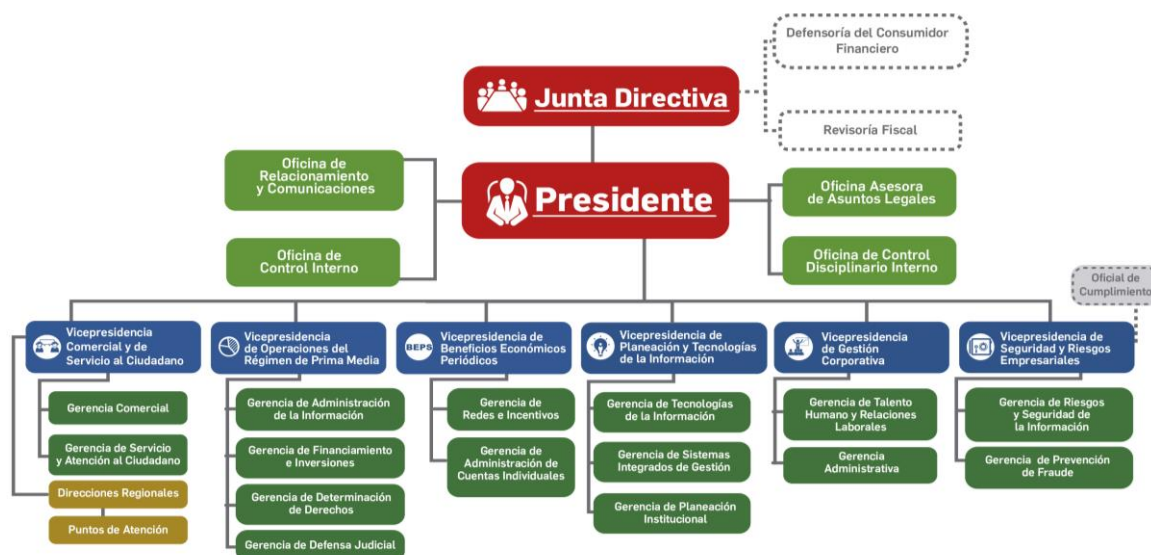 Defensoría del Consumidor
Financiero
Junta Directiva
Revisoría Fiscal
Oficina de
Relacionamiento
y Comunicaciones
Presidente
Oficina Asesora
de Asuntos Legales
Oficina de
Control Interno
Oficina de Control
Disciplinario Interno
Oficial de
Cumplimiento
Vicepresidencia
Comercial y de
Servicio al Ciudadano
Vicepresidencia
de Operaciones del
Régimen de Prima Media
BEPS
Vicepresidencia de
Beneficios Económicos
Periódicos
Vicepresidencia de
Planeación y Tecnologías
de la Información
Vicepresidencia
de Gestión
Corporativa
Vicepresidencia de
Seguridad y Riesgos
Empresariales
Gerencia Comercial
Gerencia de Servicio
y Atención al Ciudadano
Direcciones Regionales
Puntos de Atención
Gerencia de Administración
de la Información
Gerencia de Financiamiento
e Inversiones
Gerencia de Determinación
de Derechos
Gerencia de Defensa Judicial
Gerencia de
Redes e Incentivos
Gerencia de
Administración de
Cuentas Individuales
Gerencia de Tecnologías
de la Información
Gerencia de Sistemas
Integrados de Gestión
Gerencia de Planeación
Institucional
Gerencia de Talento
Humano y Relaciones
Laborales
Gerencia
Administrativa
Gerencia de Riesgos
y Seguridad de
la Información
Gerencia de Prevención
de Fraude